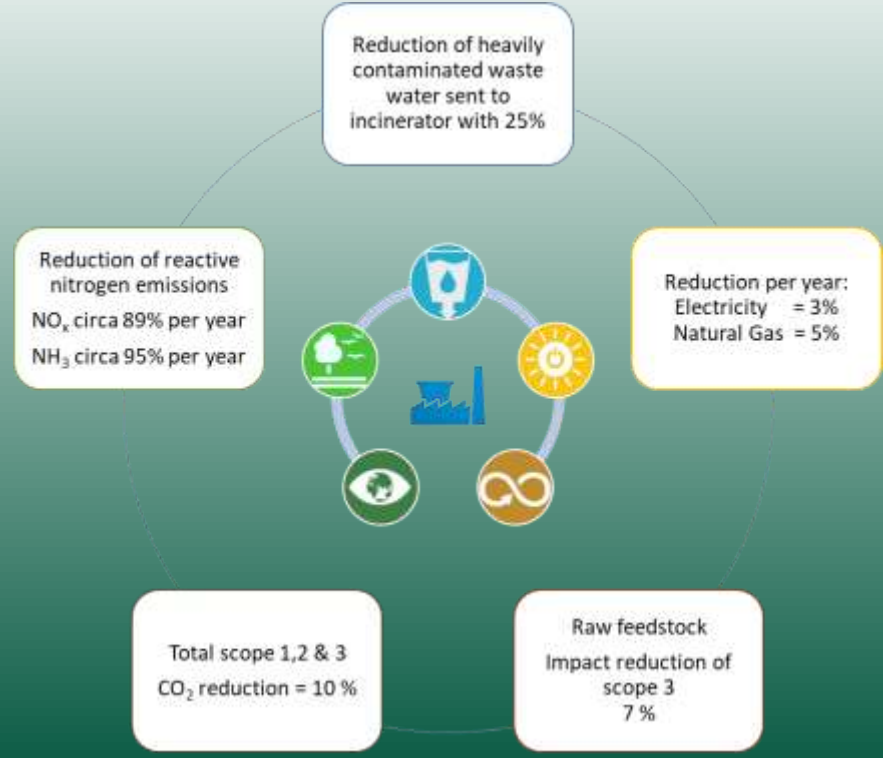 Reduction of heavily
contaminated waste
water sent to
incinerator with 25%
Reduction of reactive
nitrogen emissions
NOₓ circa 89% per year
NH₃ circa 95% per year
Reduction per year:
Electricity = 3%
Natural Gas = 5%
Total scope 1,2 & 3
CO₂ reduction = 10 %
Raw feedstock
Impact reduction of
scope 3
7 %